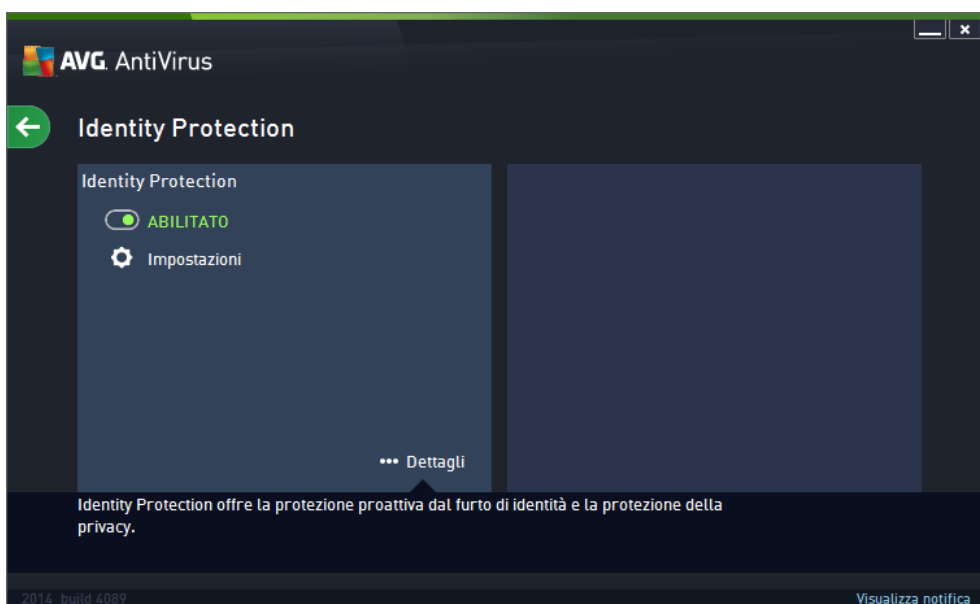 AVG. AntiVirus
Identity Protection
Identity Protection
ABILITATO
Impostazioni
••• Dettagli
Identity Protection offre la protezione proattiva dal furto di identità e la protezione della
privacy.
2014 build 4089
Visualizza notifica